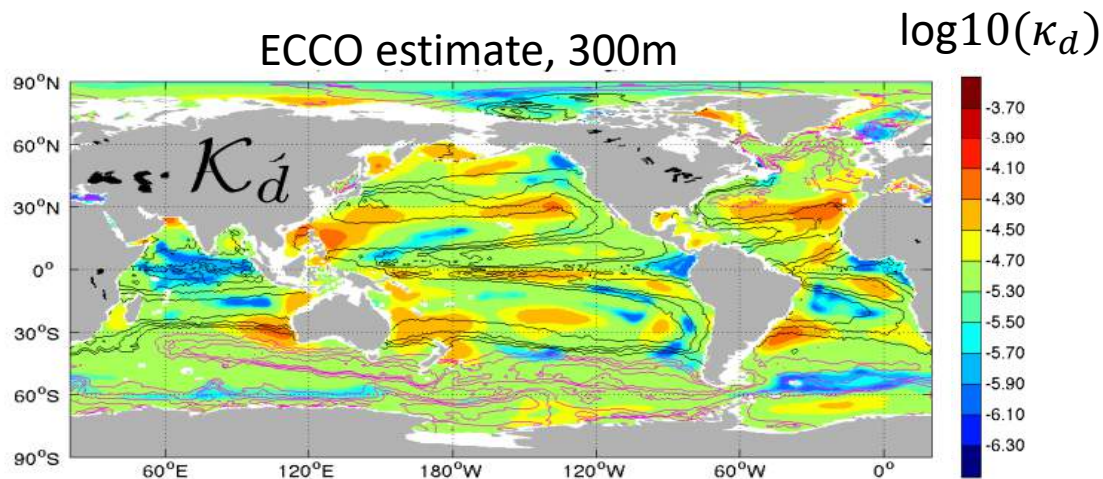 ECCO estimate, 300m
log10(κ_d)
90°N
60°N
30°N
0°
30°S
60°S
90°S
𝒦_d́
60°E
120°E
180°W
120°W
60°W
0°
-3.70
-3.90
-4.10
-4.30
-4.50
-4.70
-5.30
-5.50
-5.70
-5.90
-6.10
-6.30